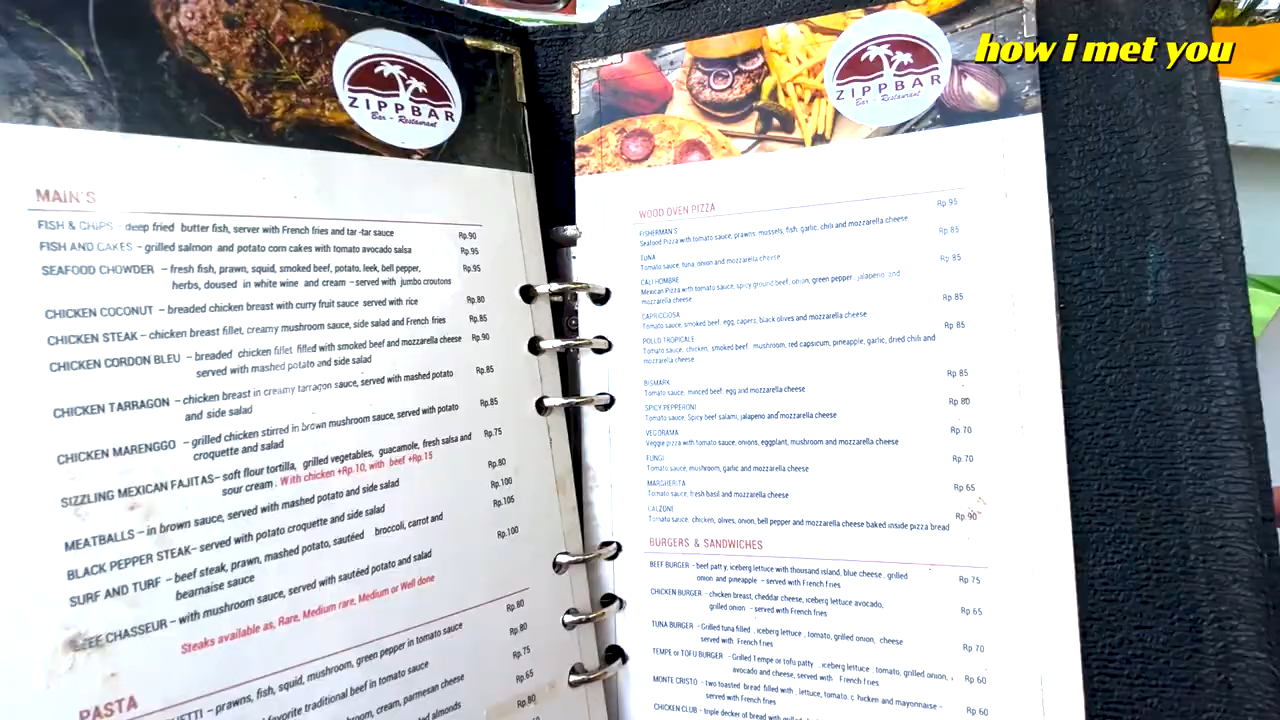 how i met you
ZIPPBAR
Bar - Restaurant
MAIN'S
FISH & CHIPS - deep fried butter fish, server with French fries and tar-tar sauce Rp.90
FISH AND CAKES – grilled salmon and potato corn cakes with tomato avocado salsa Rp.95
SEAFOOD CHOWDER – fresh fish, prawn, squid, smoked beef, potato, leek, bell pepper, Rp.95
herbs, doused in white wine and cream – served with jumbo croutons
CHICKEN COCONUT – breaded chicken breast with curry fruit sauce served with rice Rp.80
CHICKEN STEAK – chicken breast fillet, creamy mushroom sauce, side salad and French fries Rp.85
CHICKEN CORDON BLEU – breaded chicken fillet filled with smoked beef and mozzarella cheese Rp.90
served with mashed potato and side salad
CHICKEN TARRAGON – chicken breast in creamy tarragon sauce, served with mashed potato Rp.85
and side salad
CHICKEN MARENGGO – grilled chicken stirred in brown mushroom sauce, served with potato Rp.85
croquette and salad
SIZZLING MEXICAN FAJITAS– soft flour tortilla, grilled vegetables, guacamole, fresh salsa and Rp.75
sour cream . With chicken +Rp.10, with beef +Rp.15
MEATBALLS – in brown sauce, served with mashed potato and side salad Rp.80
BLACK PEPPER STEAK– served with potato croquette and side salad Rp.100
SURF AND TURF – beef steak, prawn, mashed potato, sautéed broccoli, carrot and Rp.105
bearnaise sauce
CHASSEUR – with mushroom sauce, served with sautéed potato and salad Rp.100
Steaks available as, Rare, Medium rare, Medium or Well done
PASTA
– prawns, fish, squid, mushroom, green pepper in tomato sauce Rp.80
favorite traditional beef in tomato sauce Rp.80
cream, parmesan cheese Rp.75
almonds Rp.65
Rp.80
ZIPPBAR
Bar - Restaurant
WOOD OVEN PIZZA
FISHERMAN'S Rp 95
Seafood Pizza with tomato sauce, prawns, mussels, fish, garlic, chili and mozzarella cheese
TUNA Rp 85
Tomato sauce, tuna, onion and mozzarella cheese
CALI HOMBRE Rp 85
Mexican Pizza with tomato sauce, spicy ground beef, onion, green pepper, jalapeno and
mozzarella cheese
CAPRICCIOSA Rp 85
Tomato sauce, smoked beef, egg, capers, black olives and mozzarella cheese
POLLO TROPICALE Rp 85
Tomato sauce, chicken, smoked beef, mushroom, red capsicum, pineapple, garlic, dried chili and
mozzarella cheese
BISMARK Rp 85
Tomato sauce, minced beef, egg and mozzarella cheese
SPICY PEPPERONI Rp 80
Tomato sauce, Spicy beef salami, jalapeno and mozzarella cheese
VEGORAMA Rp 70
Veggie pizza with tomato sauce, onions, eggplant, mushroom and mozzarella cheese
FUNGI Rp 70
Tomato sauce, mushroom, garlic and mozzarella cheese
MARGHERITA Rp 65
Tomato sauce, fresh basil and mozzarella cheese
CALZONE Rp 90
Tomato sauce, chicken, olives, onion, bell pepper and mozzarella cheese baked inside pizza bread
BURGERS & SANDWICHES
BEEF BURGER - beef patty, iceberg lettuce with thousand island, blue cheese, grilled Rp 75
onion and pineapple - served with French fries
CHICKEN BURGER - chicken breast, cheddar cheese, iceberg lettuce avocado, Rp 65
grilled onion - served with French fries
TUNA BURGER - Grilled tuna filled , iceberg lettuce , tomato, grilled onion, cheese Rp 70
served with French fries
TEMPE or TOFU BURGER - Grilled Tempe or tofu patty , iceberg lettuce , tomato, grilled onion, Rp 60
avocado and cheese, served with French fries
MONTE CRISTO - two toasted bread filled with , lettuce, tomato, chicken and mayonnaise - Rp 60
served with French fries
CHICKEN CLUB - triple decker of bread with